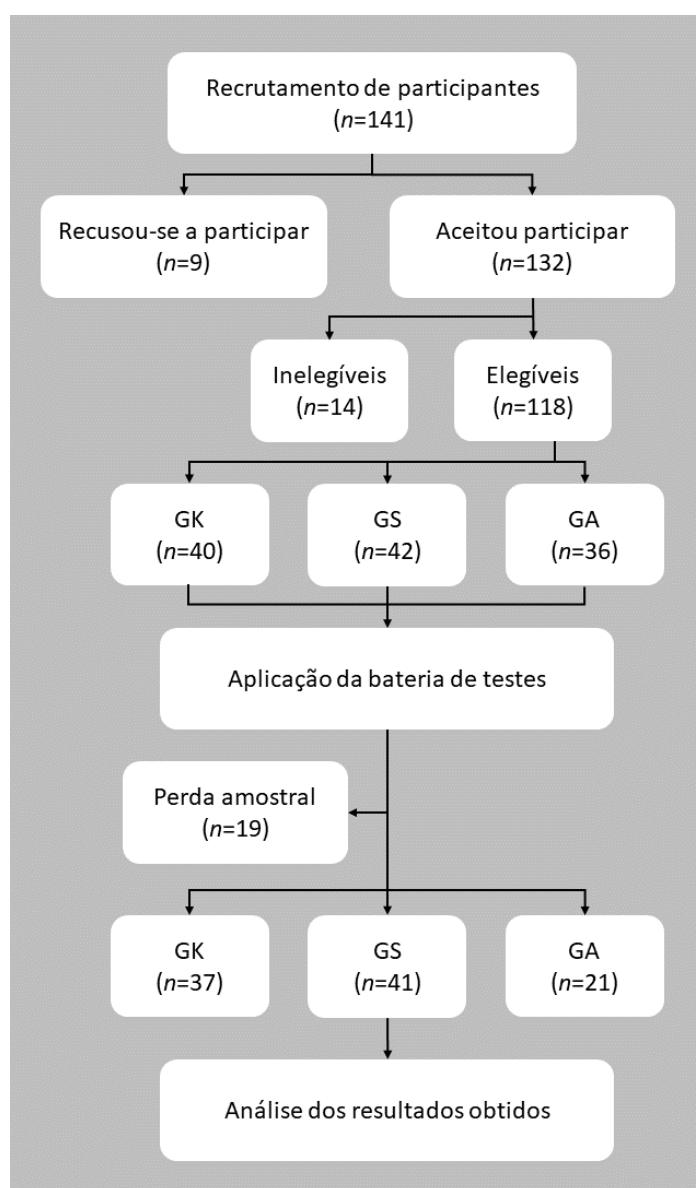 Recrutamento de participantes
(n=141)
Recusou-se a participar
(n=9)
Aceitou participar
(n=132)
Inelegíveis
(n=14)
Elegíveis
(n=118)
GK
(n=40)
GS
(n=42)
GA
(n=36)
Aplicação da bateria de testes
Perda amostral
(n=19)
GK
(n=37)
GS
(n=41)
GA
(n=21)
Análise dos resultados obtidos